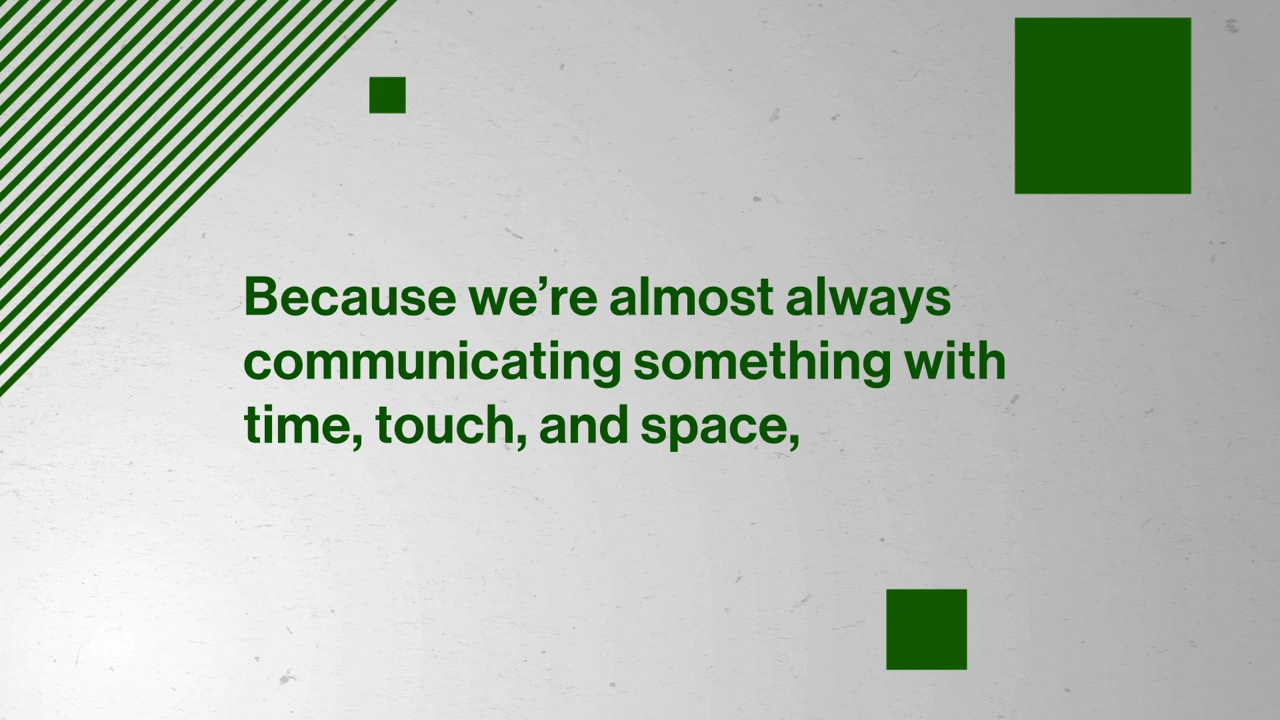 Because we’re almost always
communicating something with
time, touch, and space,